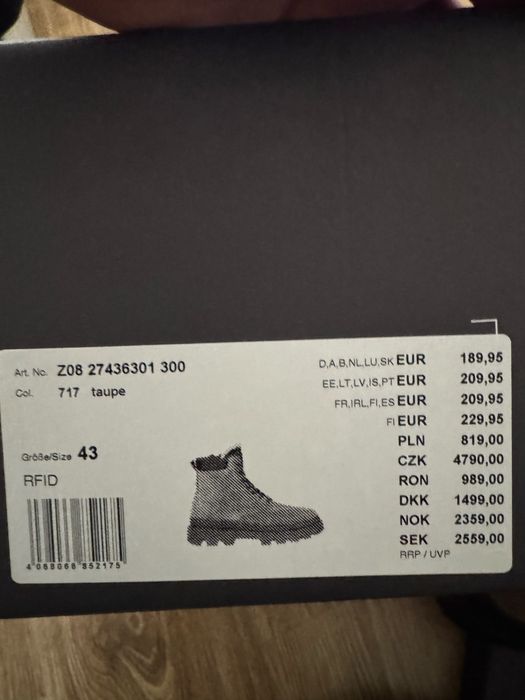 Art. No. Z08 27436301 300
Col. 717 taupe
Größe/Size 43
RFID
4 068068 852175
D,A,B,NL,LU,SK EUR 189,95
EE,LT,LV,IS,PT EUR 209,95
FR,IRL,FI,ES EUR 209,95
FI EUR 229,95
PLN 819,00
CZK 4790,00
RON 989,00
DKK 1499,00
NOK 2359,00
SEK 2559,00
RRP / UVP